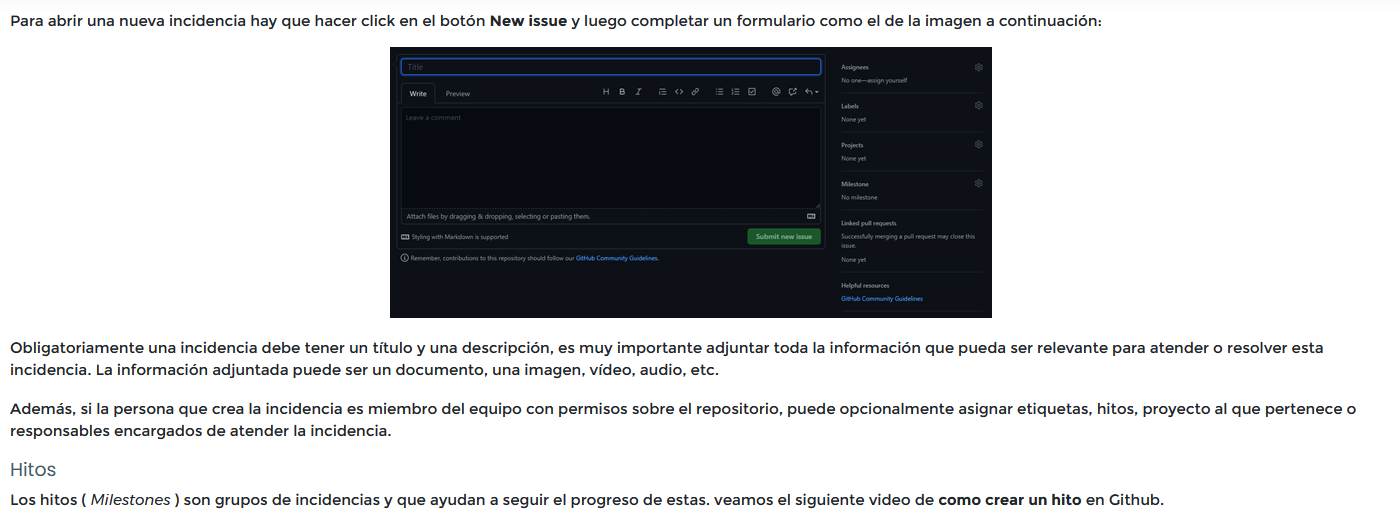 Para abrir una nueva incidencia hay que hacer click en el botón New issue y luego completar un formulario como el de la imagen a continuación:
Title
Write Preview
Leave a comment
Attach files by dragging & dropping, selecting or pasting them.
Styling with Markdown is supported
Submit new issue
Remember, contributions to this repository should follow our GitHub Community Guidelines.
Assignees
No one—assign yourself
Labels
None yet
Projects
None yet
Milestone
No milestone
Linked pull requests
Successfully merging a pull request may close this
issue.
None yet
Helpful resources
GitHub Community Guidelines
Obligatoriamente una incidencia debe tener un título y una descripción, es muy importante adjuntar toda la información que pueda ser relevante para atender o resolver esta
incidencia. La información adjuntada puede ser un documento, una imagen, vídeo, audio, etc.
Además, si la persona que crea la incidencia es miembro del equipo con permisos sobre el repositorio, puede opcionalmente asignar etiquetas, hitos, proyecto al que pertenece o
responsables encargados de atender la incidencia.
Hitos
Los hitos ( Milestones ) son grupos de incidencias y que ayudan a seguir el progreso de estas. veamos el siguiente video de como crear un hito en Github.